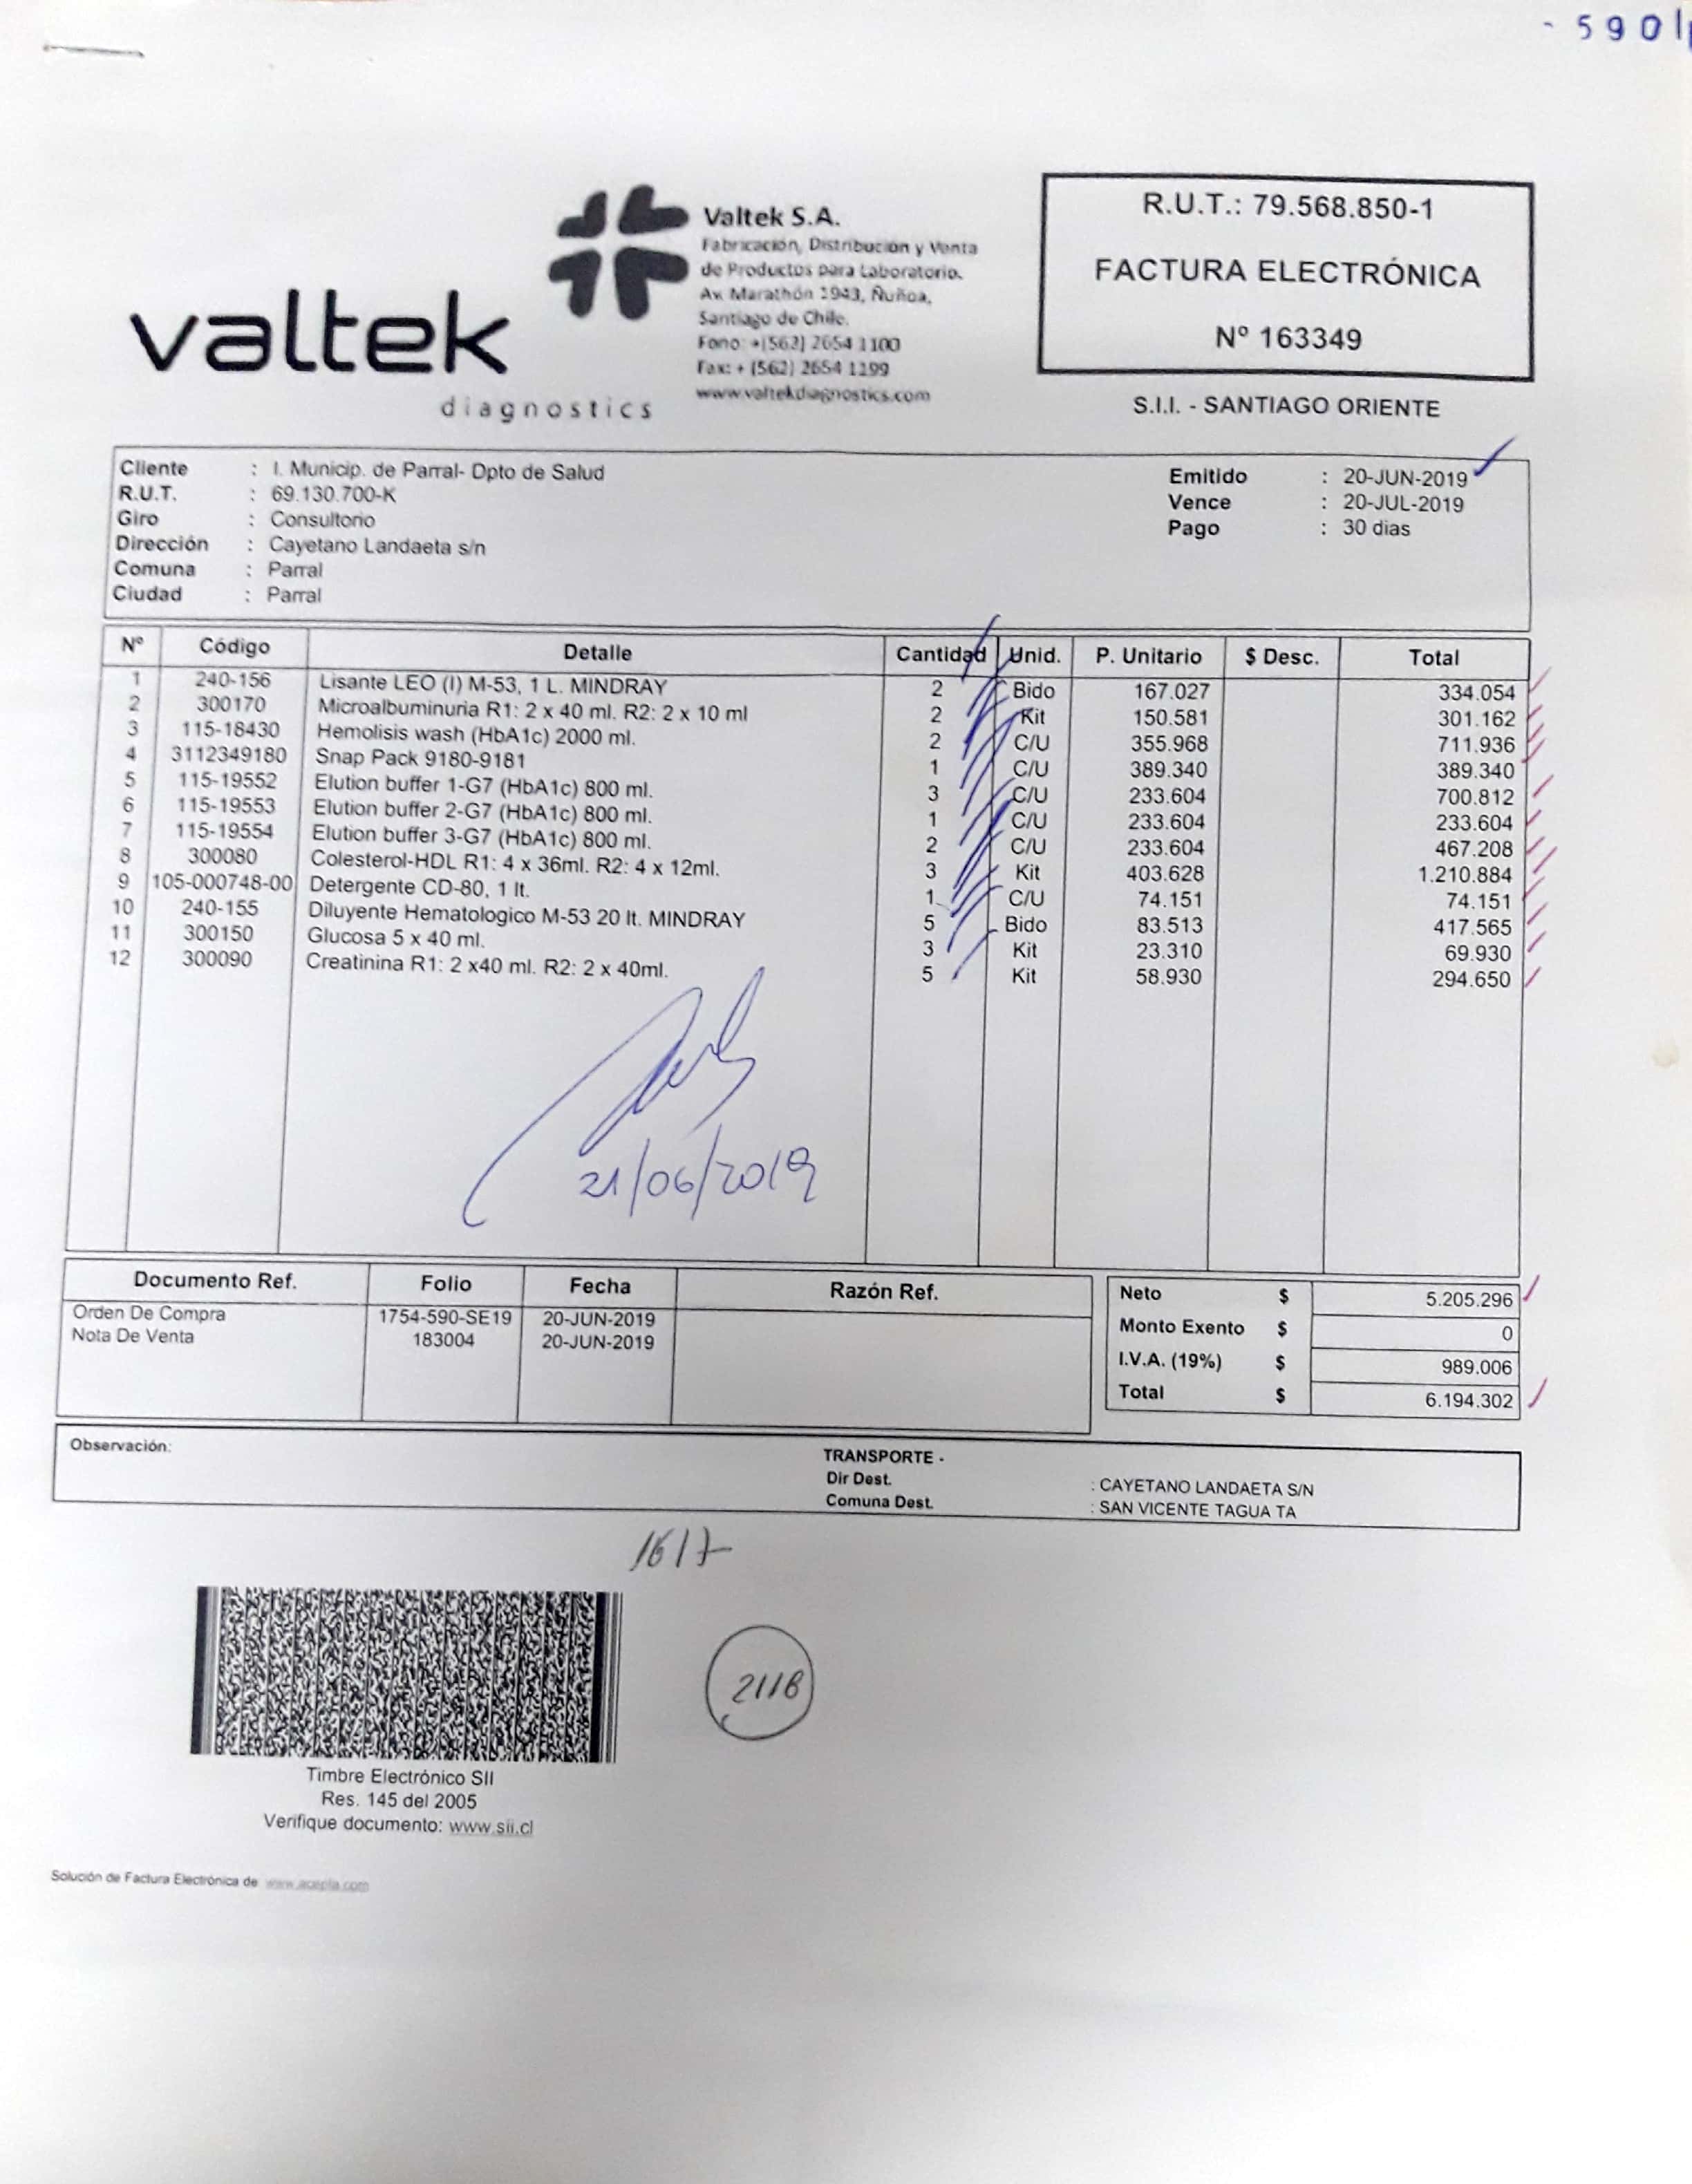 - 590
valtek
diagnostics
Valtek S.A.
Fabricación, Distribución y Venta
de Productos para Laboratorio.
Av. Marathón 1943, Ñuñoa,
Santiago de Chile.
Fono: +(562) 2654 1100
Fax: + (562) 2654 1199
www.valtekdiagnostics.com
R.U.T.: 79.568.850-1
FACTURA ELECTRÓNICA
Nº 163349
S.I.I. - SANTIAGO ORIENTE
Cliente : I. Municip. de Parral- Dpto de Salud
R.U.T. : 69.130.700-K
Giro : Consultorio
Dirección : Cayetano Landaeta s/n
Comuna : Parral
Ciudad : Parral
Emitido : 20-JUN-2019
Vence : 20-JUL-2019
Pago : 30 dias
Nº Código Detalle Cantidad Unid. P. Unitario $ Desc. Total
1 240-156 Lisante LEO (I) M-53, 1 L. MINDRAY 2 Bido 167.027 334.054
2 300170 Microalbuminuria R1: 2 x 40 ml. R2: 2 x 10 ml 2 Kit 150.581 301.162
3 115-18430 Hemolisis wash (HbA1c) 2000 ml. 2 C/U 355.968 711.936
4 3112349180 Snap Pack 9180-9181 1 C/U 389.340 389.340
5 115-19552 Elution buffer 1-G7 (HbA1c) 800 ml. 3 C/U 233.604 700.812
6 115-19553 Elution buffer 2-G7 (HbA1c) 800 ml. 1 C/U 233.604 233.604
7 115-19554 Elution buffer 3-G7 (HbA1c) 800 ml. 2 C/U 233.604 467.208
8 300080 Colesterol-HDL R1: 4 x 36ml. R2: 4 x 12ml. 3 Kit 403.628 1.210.884
9 105-000748-00 Detergente CD-80, 1 lt. 1 C/U 74.151 74.151
10 240-155 Diluyente Hematologico M-53 20 lt. MINDRAY 5 Bido 83.513 417.565
11 300150 Glucosa 5 x 40 ml. 3 Kit 23.310 69.930
12 300090 Creatinina R1: 2 x40 ml. R2: 2 x 40ml. 5 Kit 58.930 294.650
21/06/2019
Documento Ref. Folio Fecha Razón Ref.
Orden De Compra 1754-590-SE19 20-JUN-2019
Nota De Venta 183004 20-JUN-2019
Neto $ 5.205.296
Monto Exento $ 0
I.V.A. (19%) $ 989.006
Total $ 6.194.302
Observación:
TRANSPORTE -
Dir Dest. : CAYETANO LANDAETA S/N
Comuna Dest. : SAN VICENTE TAGUA TA
Timbre Electrónico SII
Res. 145 del 2005
Verifique documento: www.sii.cl
Solución de Factura Electrónica de